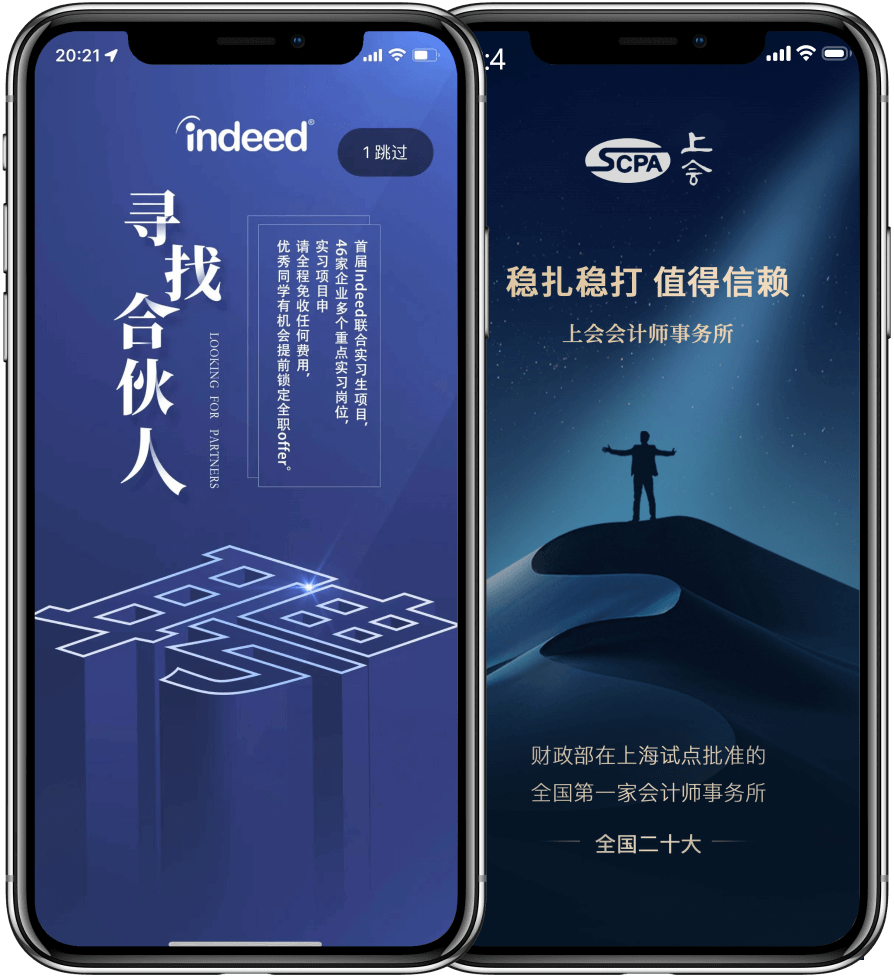 20:21
indeed®
1 跳过
寻找合伙人
LOOKING FOR PARTNERS
首届Indeed联合实习生项目,
46家企业多个重点实习岗位,
实习项目申
请全程免收任何费用,
优秀同学有机会提前锁定全职offer。
:4
SCPA 上会
稳扎稳打 值得信赖
上会会计师事务所
财政部在上海试点批准的
全国第一家会计师事务所
全国二十大